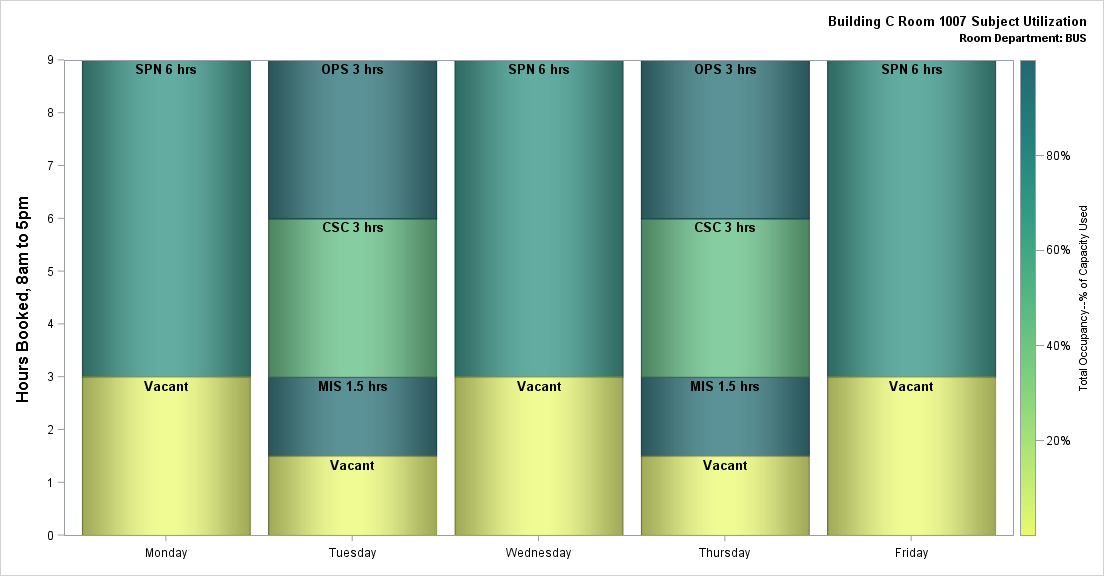 Building C Room 1007 Subject Utilization
Room Department: BUS
Hours Booked, 8am to 5pm
9
8
7
6
5
4
3
2
1
0
SPN 6 hrs
Vacant
OPS 3 hrs
CSC 3 hrs
MIS 1.5 hrs
Vacant
SPN 6 hrs
Vacant
OPS 3 hrs
CSC 3 hrs
MIS 1.5 hrs
Vacant
SPN 6 hrs
Vacant
Monday
Tuesday
Wednesday
Thursday
Friday
80%
60%
40%
20%
Total Occupancy--% of Capacity Used